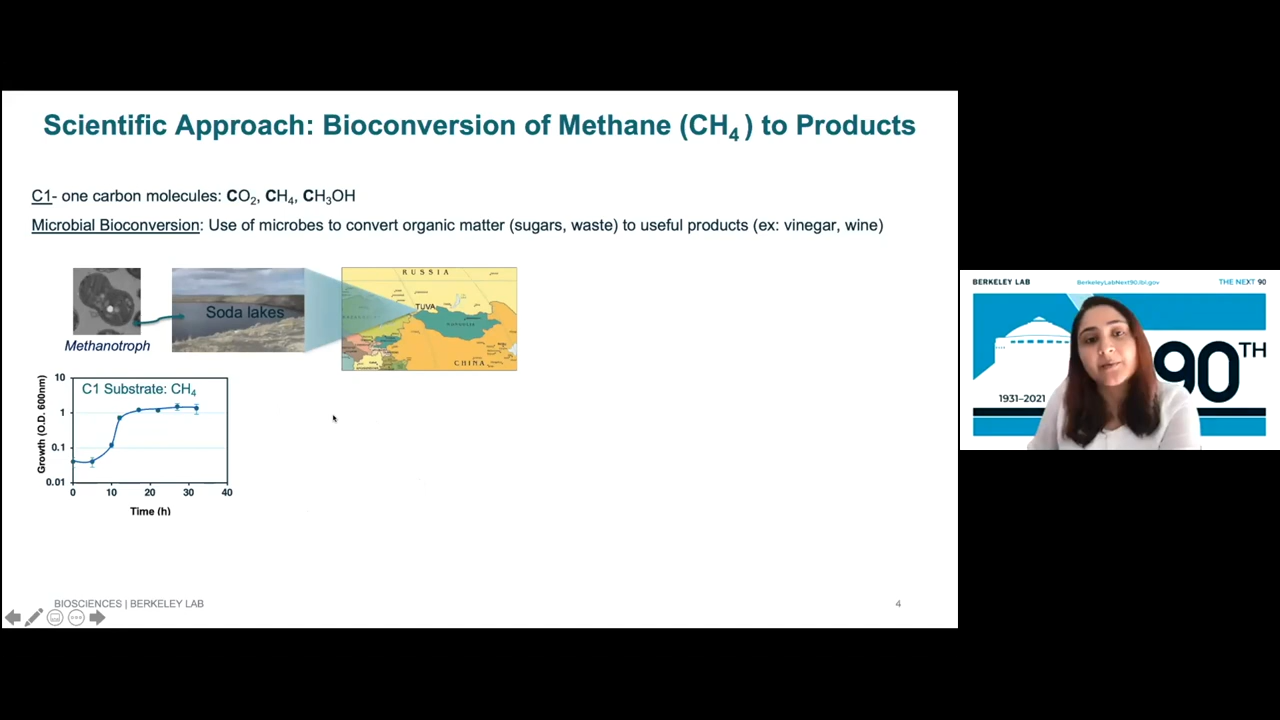 Scientific Approach: Bioconversion of Methane (CH4 ) to Products
C1- one carbon molecules: CO2, CH4, CH3OH
Microbial Bioconversion: Use of microbes to convert organic matter (sugars, waste) to useful products (ex: vinegar, wine)
Methanotroph
Soda lakes
RUSSIA
TUVA
CHINA
C1 Substrate: CH4
Growth (O.D. 600nm)
10
1
0.1
0.01
0 10 20 30 40
Time (h)
BIOSCIENCES | BERKELEY LAB
4
BERKELEY LAB
BerkeleyLabNext90.lbl.gov
THE NEXT 90
90TH
1931–2021